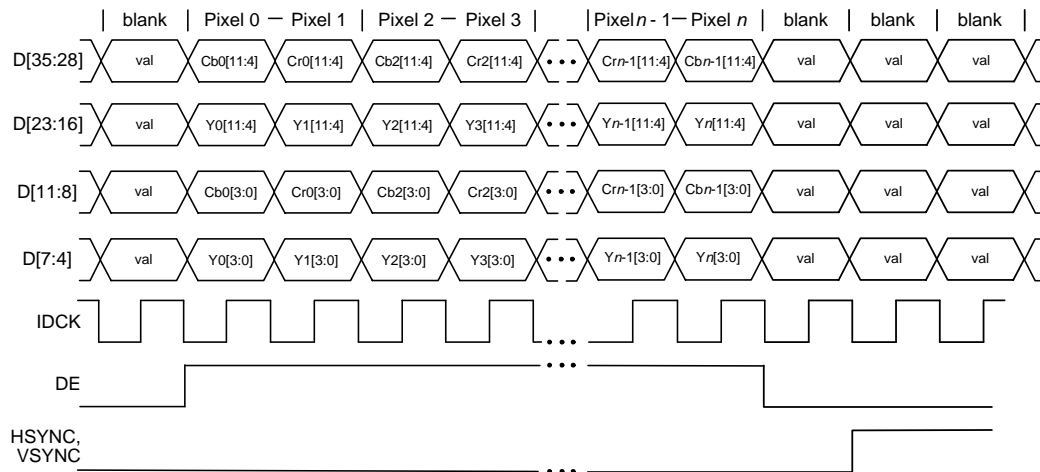 blank Pixel 0 — Pixel 1 Pixel 2 — Pixel 3 Pixel n - 1 — Pixel n blank blank blank
D[35:28] val Cb0[11:4] Cr0[11:4] Cb2[11:4] Cr2[11:4] ••• Crn-1[11:4] Cbn-1[11:4] val val val
D[23:16] val Y0[11:4] Y1[11:4] Y2[11:4] Y3[11:4] ••• Yn-1[11:4] Yn[11:4] val val val
D[11:8] val Cb0[3:0] Cr0[3:0] Cb2[3:0] Cr2[3:0] ••• Crn-1[3:0] Cbn-1[3:0] val val val
D[7:4] val Y0[3:0] Y1[3:0] Y2[3:0] Y3[3:0] ••• Yn-1[3:0] Yn[3:0] val val val
IDCK •••
DE •••
HSYNC,
VSYNC •••